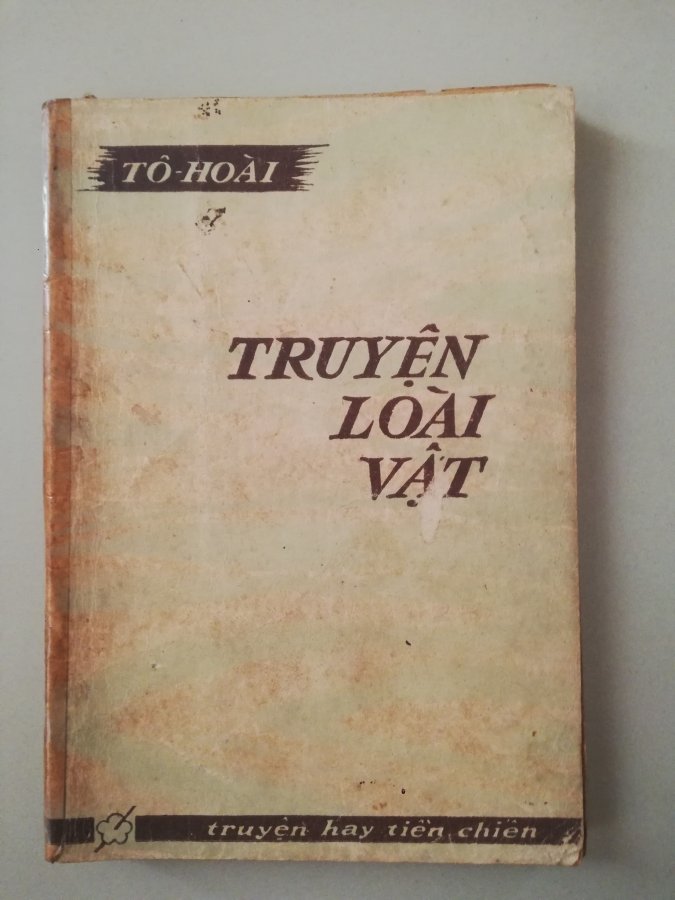 TÔ-HOÀI
TRUYỆN
LOÀI
VẬT
truyện hay tiền chiến